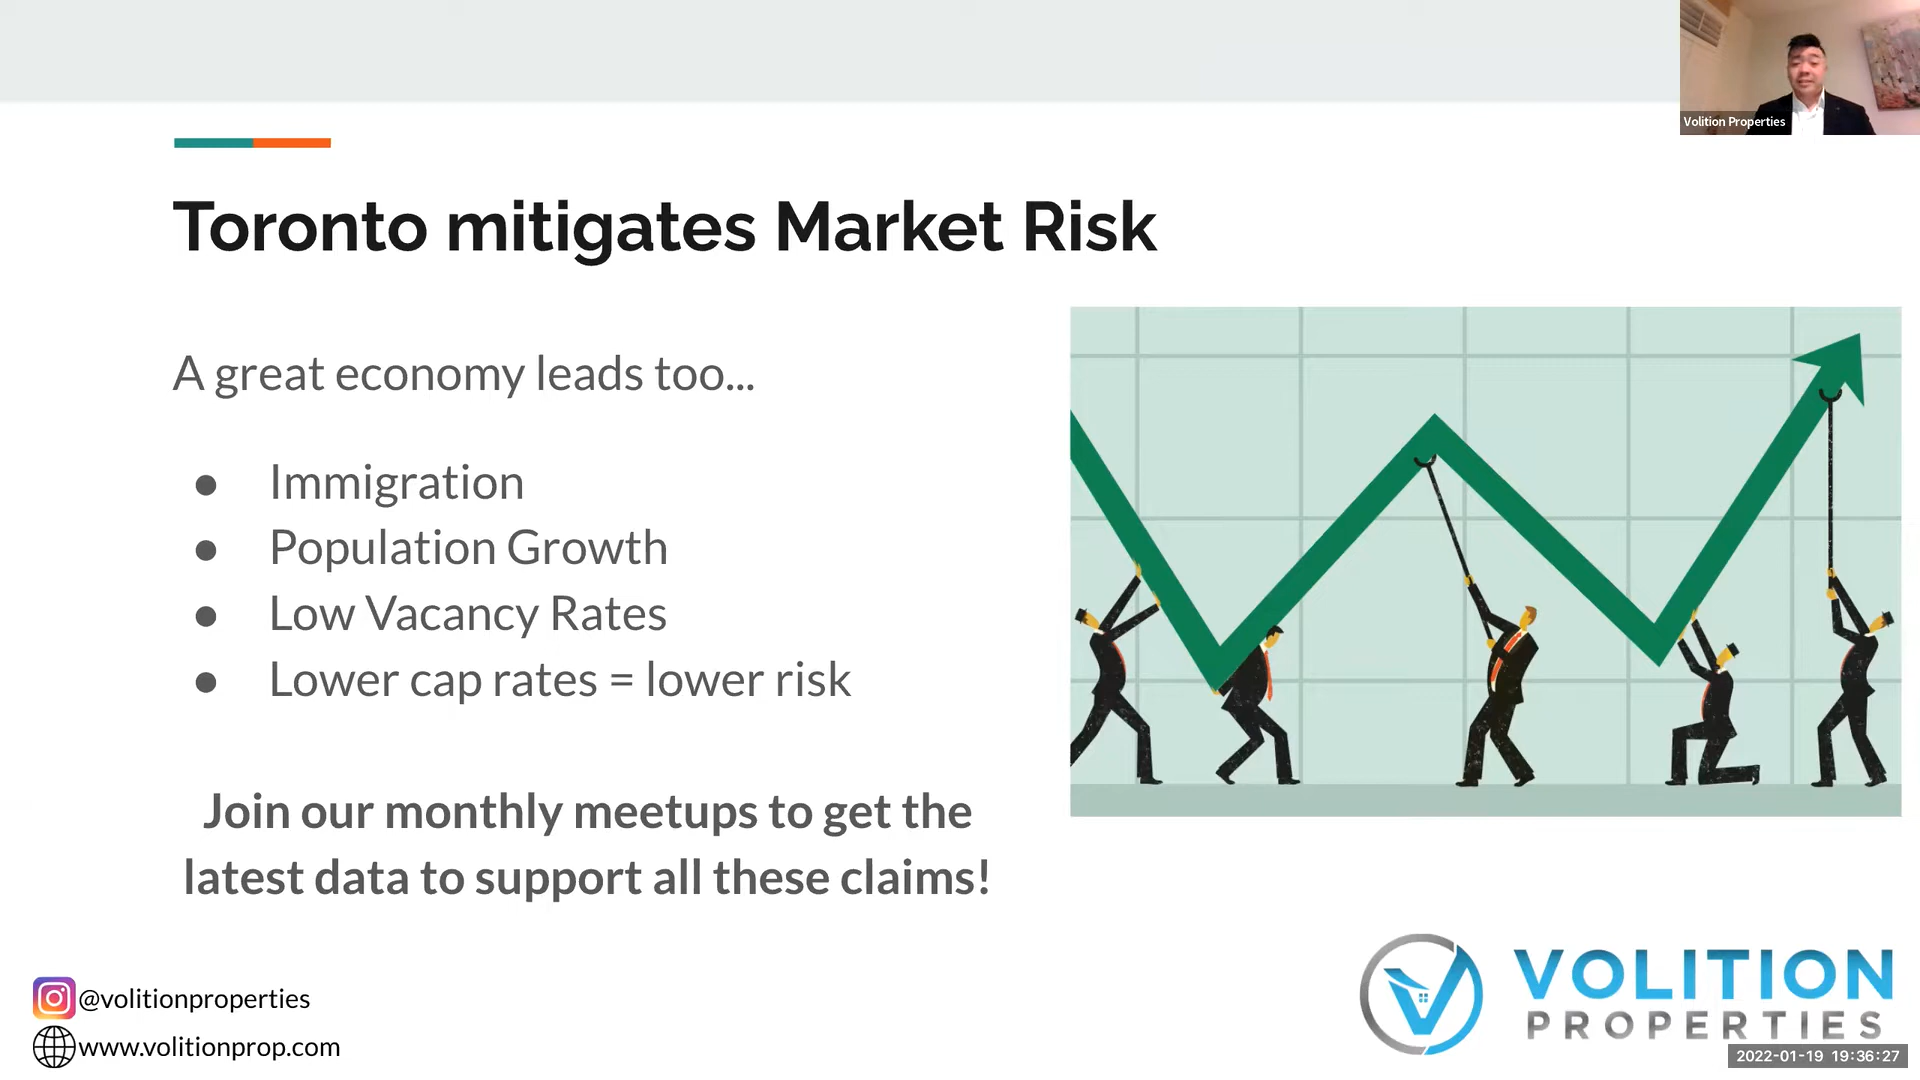 Volition Properties
Toronto mitigates Market Risk
A great economy leads too...
● Immigration
● Population Growth
● Low Vacancy Rates
● Lower cap rates = lower risk
Join our monthly meetups to get the
latest data to support all these claims!
@volitionproperties
www.volitionprop.com
VOLITION
PROPERTIES
2022-01-19 19:36:27